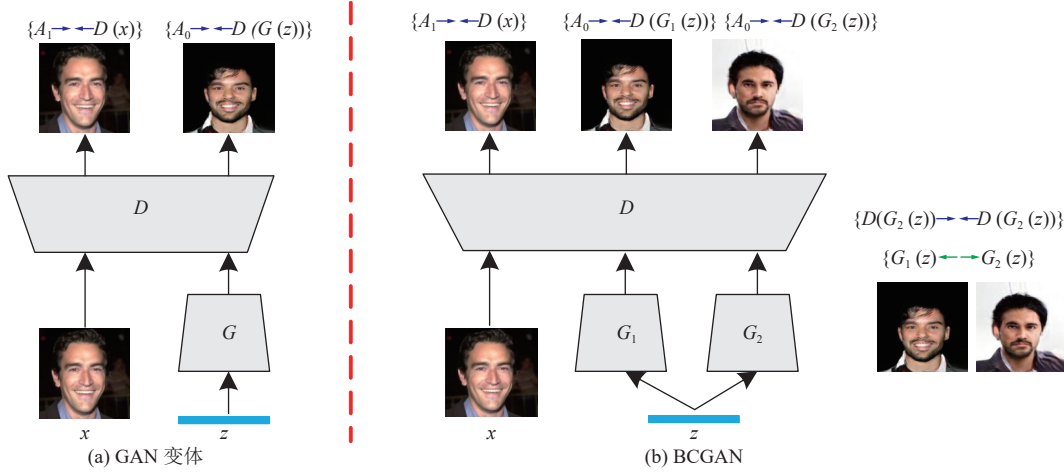 {A₁→←D (x)} {A₀→←D (G (z))}
D
G
x z
(a) GAN 变体
{A₁→←D (x)} {A₀→←D (G₁ (z))} {A₀→←D (G₂ (z))}
D
G₁ G₂
x z
(b) BCGAN
{D(G₂ (z))→←D (G₂ (z))}
{G₁ (z)←→G₂ (z)}